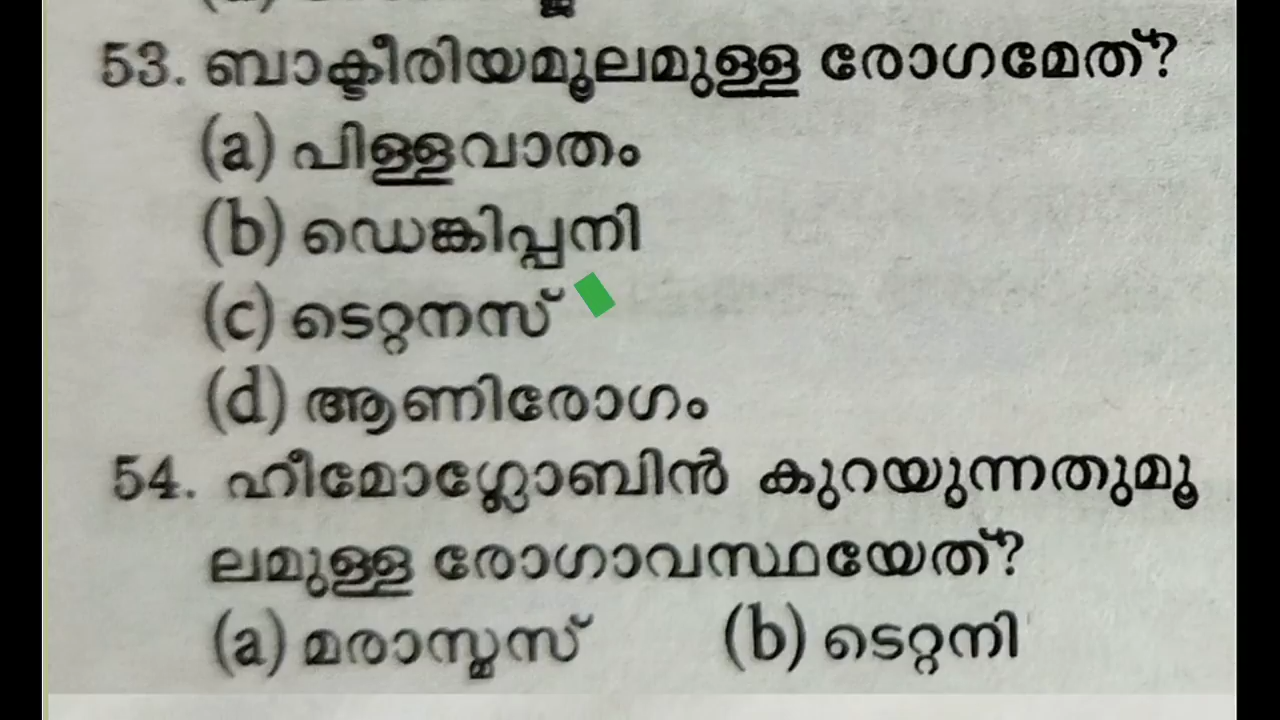 53. ബാക്ടീരിയമൂലമുള്ള രോഗമേത്?
(a) പിള്ളവാതം
(b) ഡെങ്കിപ്പനി
(c) ടെറ്റനസ്
(d) ആണിരോഗം
54. ഹീമോഗ്ലോബിൻ കുറയുന്നതുമൂ
ലമുള്ള രോഗാവസ്ഥയേത്?
(a) മരാസ്മസ് (b) ടെറ്റനി